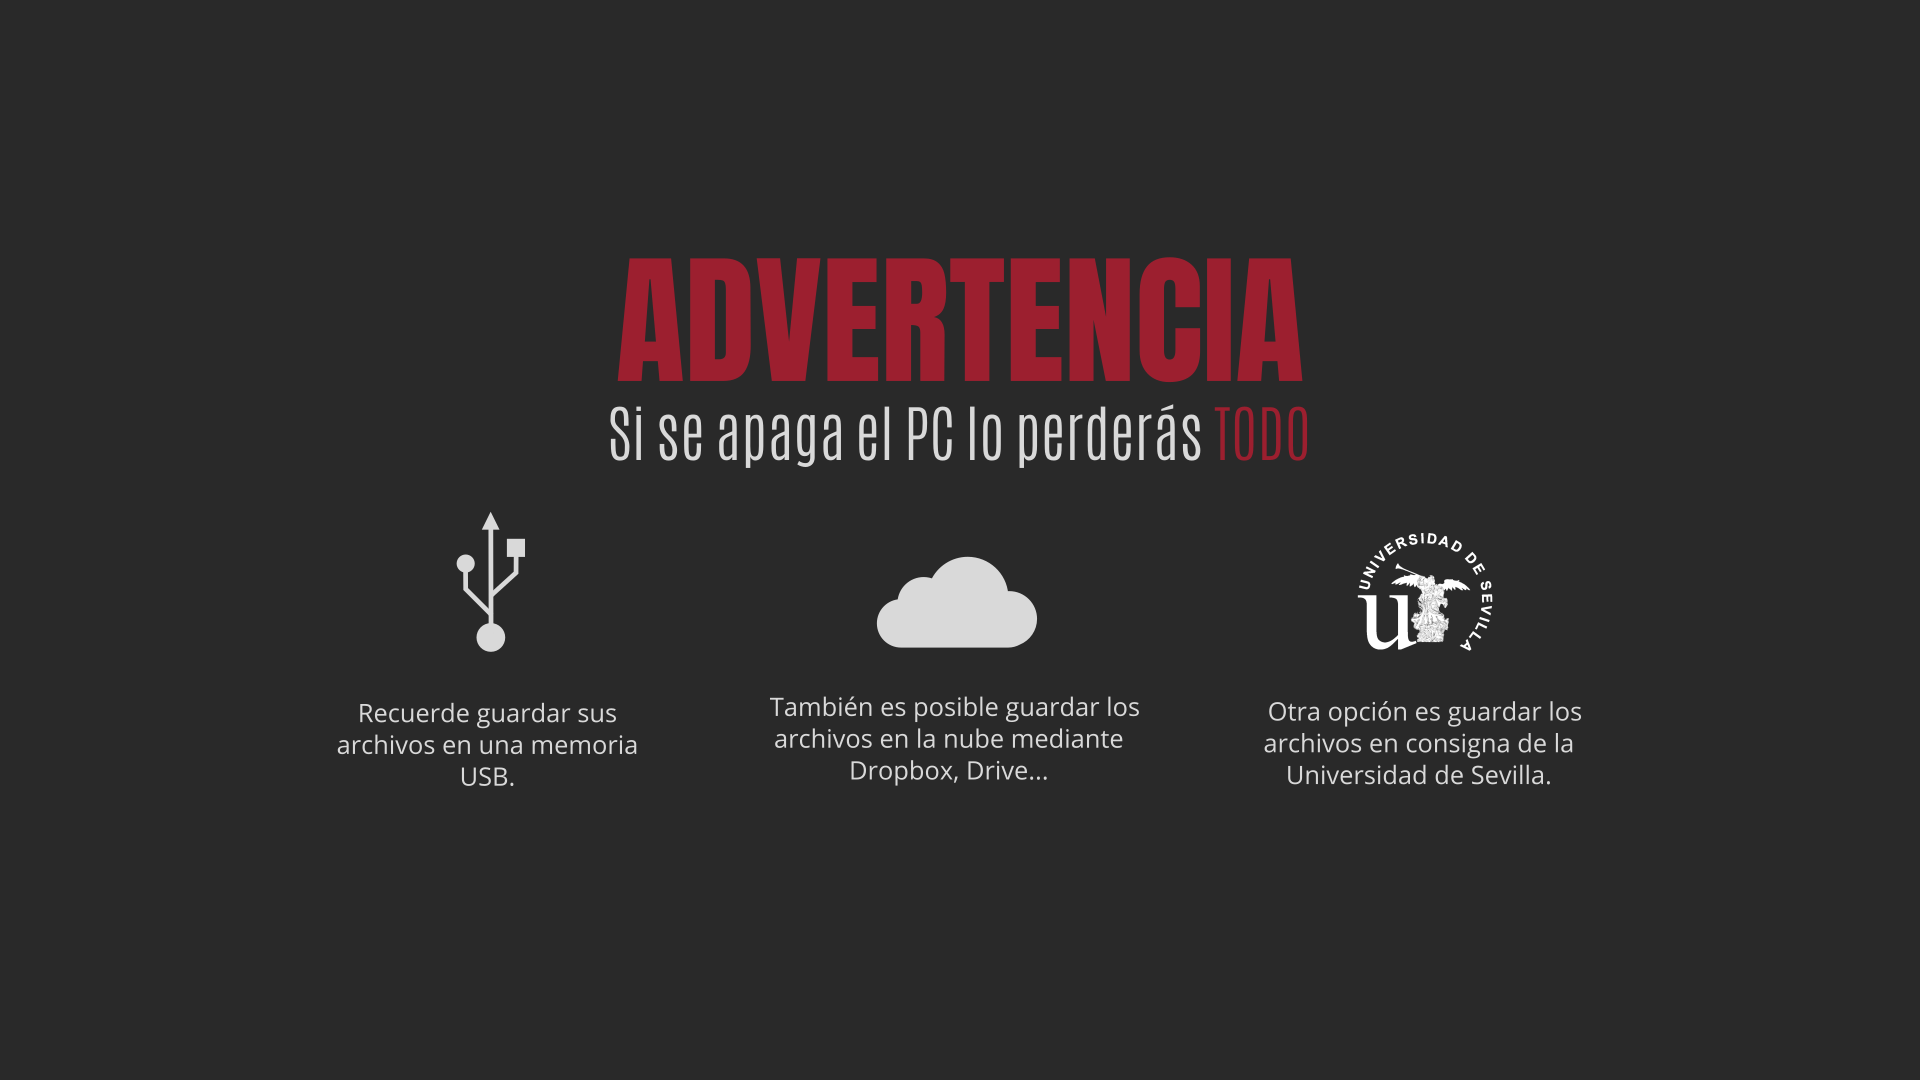 ADVERTENCIA
Si se apaga el PC lo perderás TODO
UNIVERSIDAD DE SEVILLA
u
Recuerde guardar sus
archivos en una memoria
USB.
También es posible guardar los
archivos en la nube mediante
Dropbox, Drive...
Otra opción es guardar los
archivos en consigna de la
Universidad de Sevilla.